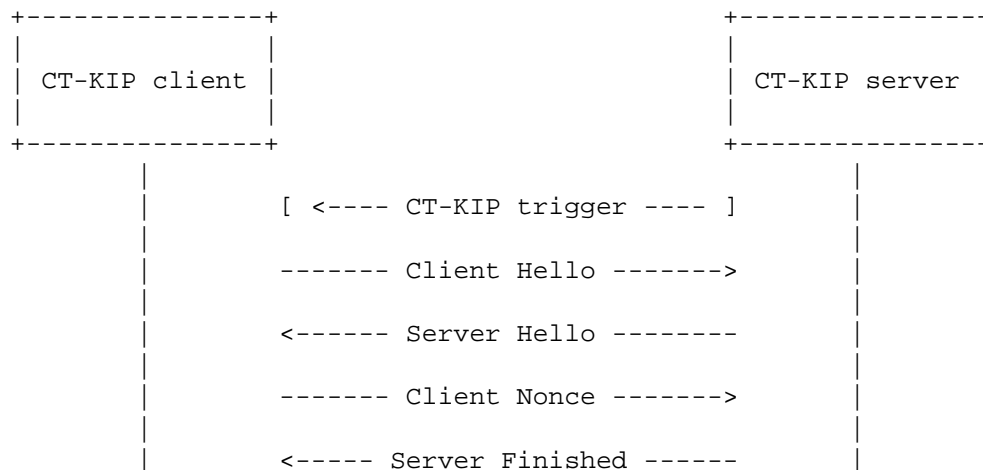 CT-KIP client CT-KIP server
[ <---- CT-KIP trigger ---- ]
------- Client Hello ------->
<------ Server Hello --------
------- Client Nonce ------->
<----- Server Finished ------